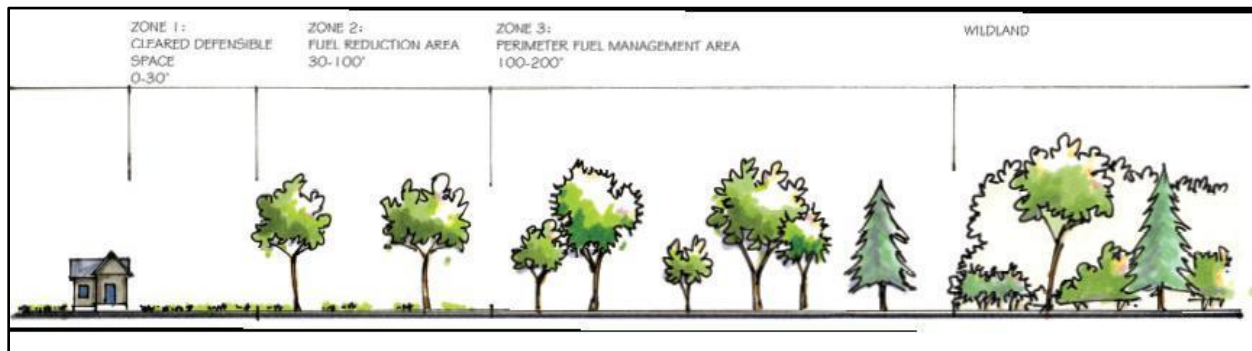 ZONE 1:
CLEARED DEFENSIBLE
SPACE
0-30'
ZONE 2:
FUEL REDUCTION AREA
30-100'
ZONE 3:
PERIMETER FUEL MANAGEMENT AREA
100-200'
WILDLAND